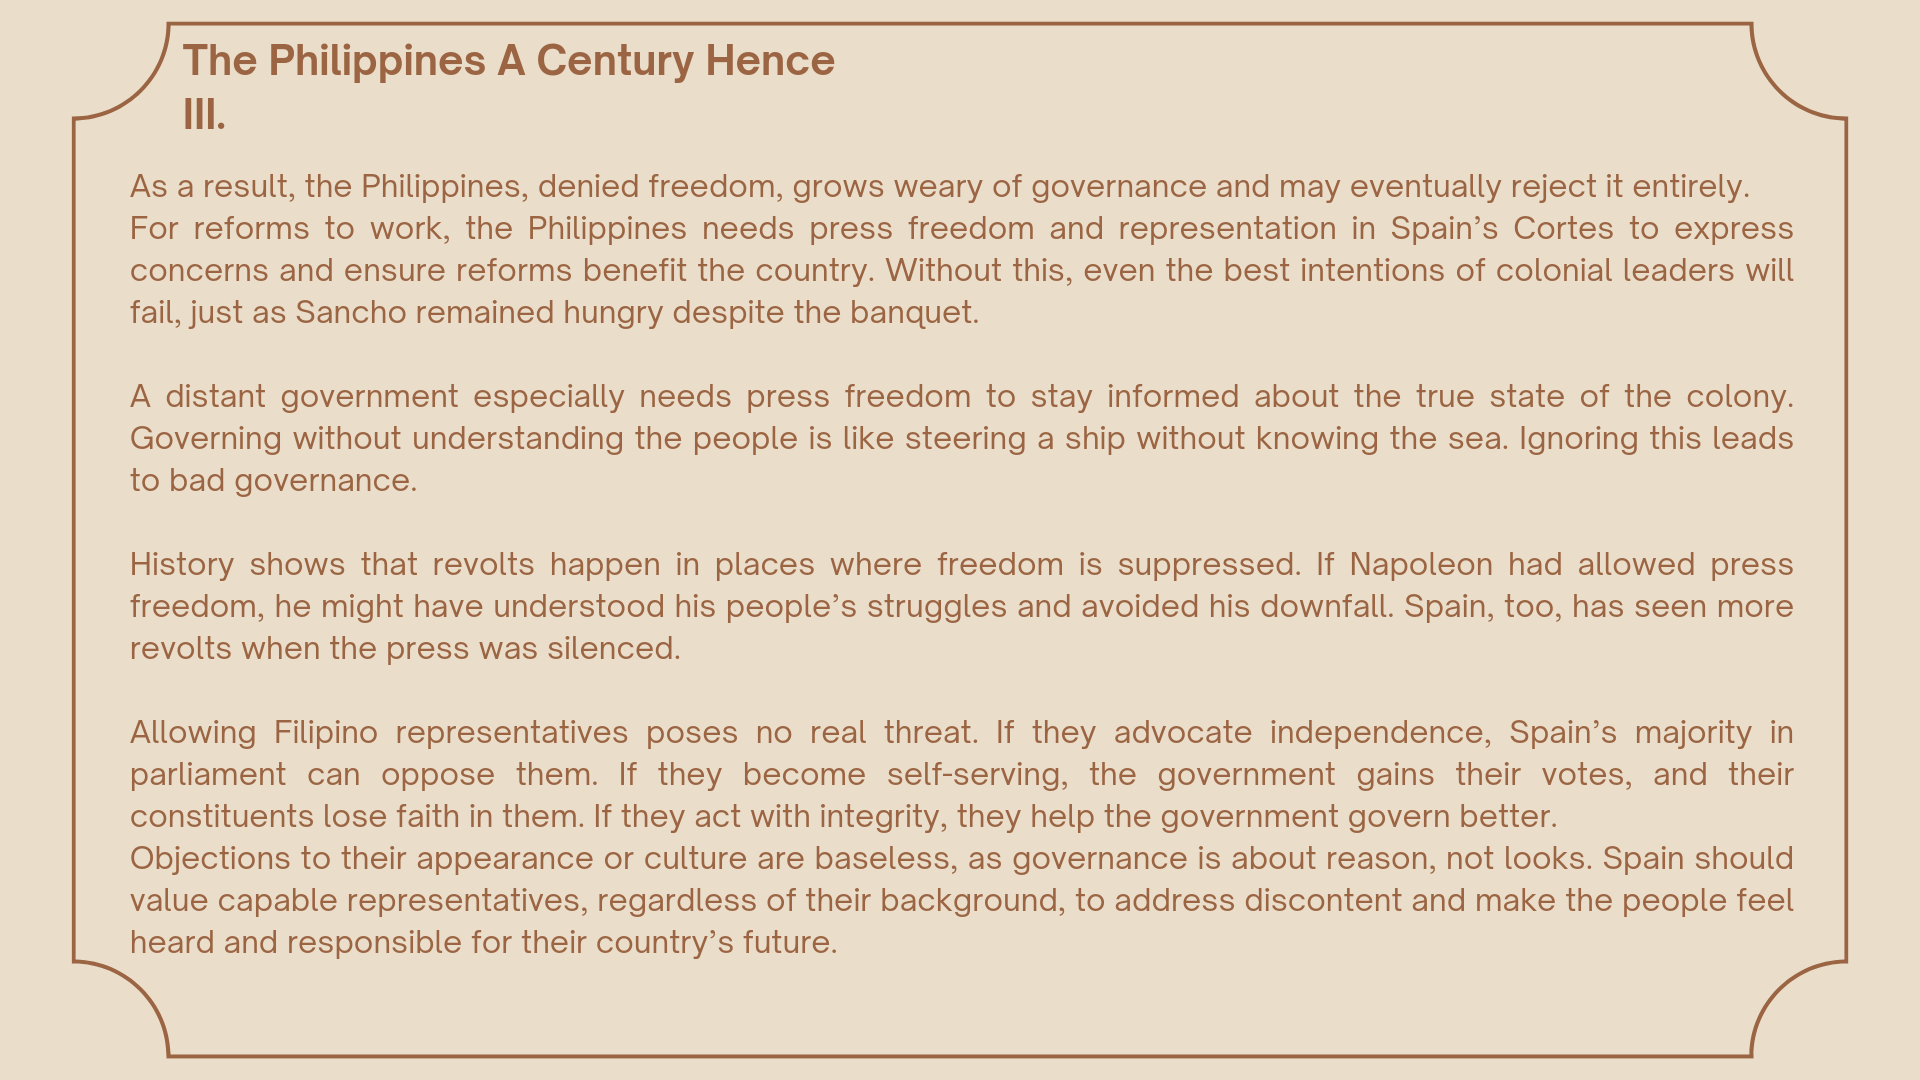 The Philippines A Century Hence
III.
As a result, the Philippines, denied freedom, grows weary of governance and may eventually reject it entirely.
For reforms to work, the Philippines needs press freedom and representation in Spain’s Cortes to express
concerns and ensure reforms benefit the country. Without this, even the best intentions of colonial leaders will
fail, just as Sancho remained hungry despite the banquet.
A distant government especially needs press freedom to stay informed about the true state of the colony.
Governing without understanding the people is like steering a ship without knowing the sea. Ignoring this leads
to bad governance.
History shows that revolts happen in places where freedom is suppressed. If Napoleon had allowed press
freedom, he might have understood his people’s struggles and avoided his downfall. Spain, too, has seen more
revolts when the press was silenced.
Allowing Filipino representatives poses no real threat. If they advocate independence, Spain’s majority in
parliament can oppose them. If they become self-serving, the government gains their votes, and their
constituents lose faith in them. If they act with integrity, they help the government govern better.
Objections to their appearance or culture are baseless, as governance is about reason, not looks. Spain should
value capable representatives, regardless of their background, to address discontent and make the people feel
heard and responsible for their country’s future.